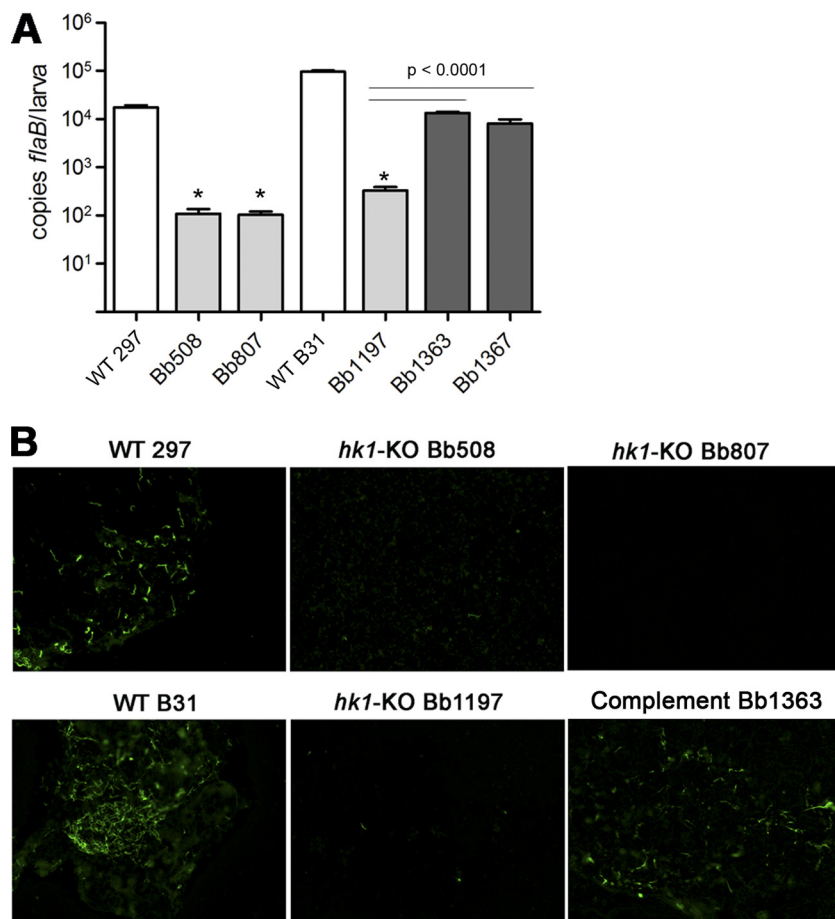 A
copies flaB/larva
10⁶
10⁵
10⁴
10³
10²
10¹
p < 0.0001
*
*
*
WT 297
Bb508
Bb807
WT B31
Bb1197
Bb1363
Bb1367
B
WT 297
hk1-KO Bb508
hk1-KO Bb807
WT B31
hk1-KO Bb1197
Complement Bb1363